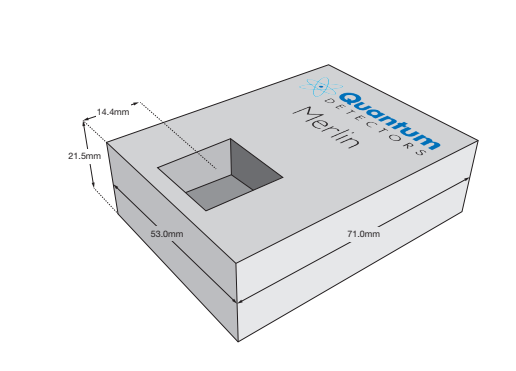 14.4mm
Quantum
DETECTORS
Merlin
21.5mm
53.0mm
71.0mm